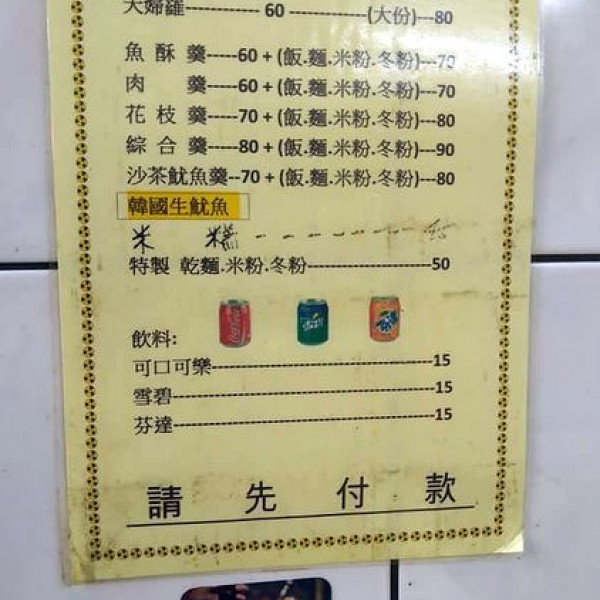 天婦羅------------ 60 --------------(大份)---80
魚 酥 羹-----60 + (飯.麵.米粉.冬粉)---70
肉 羹-----60 + (飯.麵.米粉.冬粉)---70
花 枝 羹-----70 + (飯.麵.米粉.冬粉)---80
綜 合 羹-----80 + (飯.麵.米粉.冬粉)---90
沙茶魷魚羹--70 + (飯.麵.米粉.冬粉)---80
韓國生魷魚
米 糕 - - - - - - - - - -
特製 乾麵.米粉.冬粉--------------------50
飲料:
可口可樂-----------------------------------15
雪碧-----------------------------------------15
芬達-----------------------------------------15
請 先 付 款